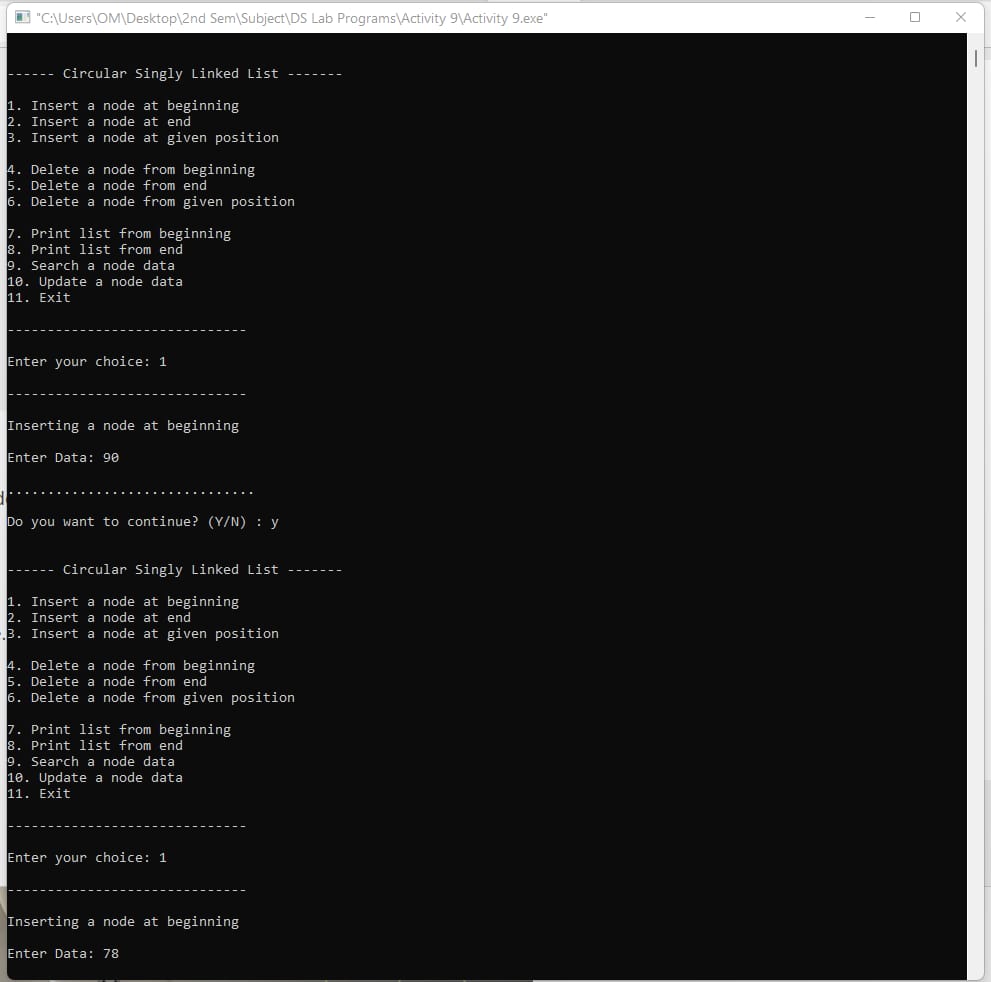 "C:\Users\OM\Desktop\2nd Sem\Subject\DS Lab Programs\Activity 9\Activity 9.exe"
------ Circular Singly Linked List -------
1. Insert a node at beginning
2. Insert a node at end
3. Insert a node at given position
4. Delete a node from beginning
5. Delete a node from end
6. Delete a node from given position
7. Print list from beginning
8. Print list from end
9. Search a node data
10. Update a node data
11. Exit
------------------------------
Enter your choice: 1
------------------------------
Inserting a node at beginning
Enter Data: 90
...............................
Do you want to continue? (Y/N) : y
------ Circular Singly Linked List -------
1. Insert a node at beginning
2. Insert a node at end
3. Insert a node at given position
4. Delete a node from beginning
5. Delete a node from end
6. Delete a node from given position
7. Print list from beginning
8. Print list from end
9. Search a node data
10. Update a node data
11. Exit
------------------------------
Enter your choice: 1
------------------------------
Inserting a node at beginning
Enter Data: 78